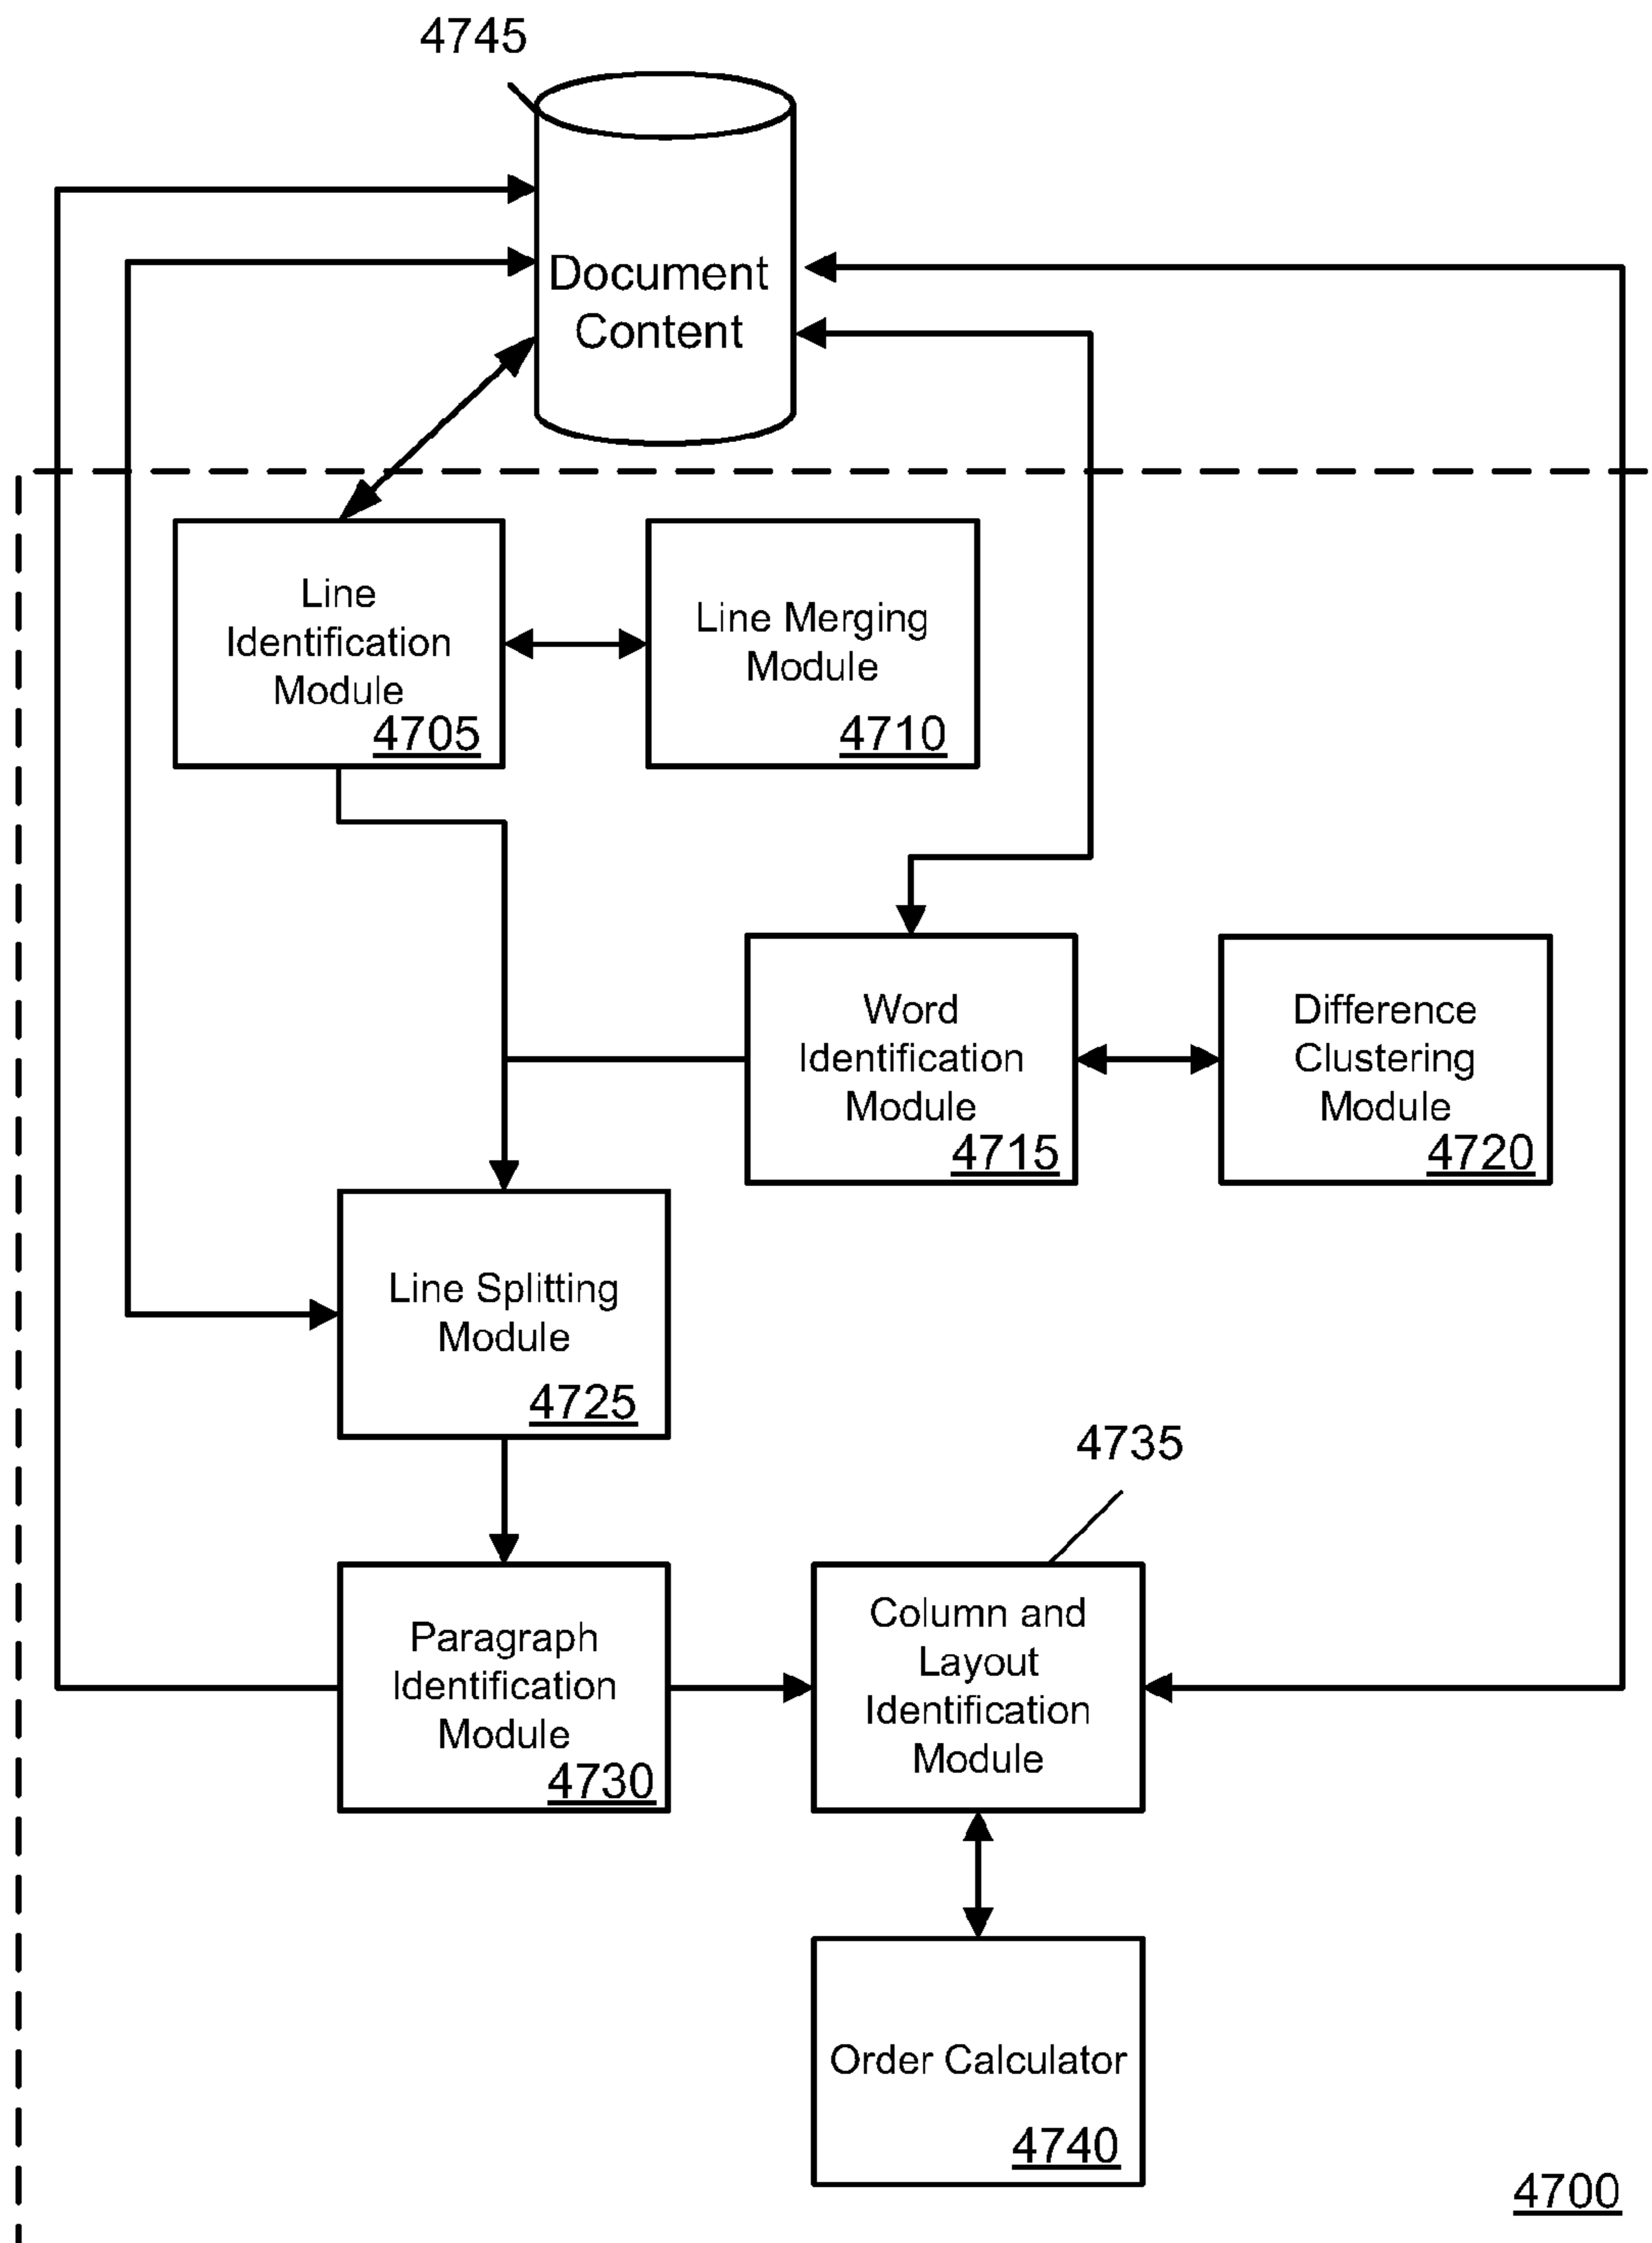 4745
Document
Content
Line
Identification
Module
4705
Line Merging
Module
4710
Word
Identification
Module
4715
Difference
Clustering
Module
4720
Line Splitting
Module
4725
4735
Paragraph
Identification
Module
4730
Column and
Layout
Identification
Module
Order Calculator
4740
4700